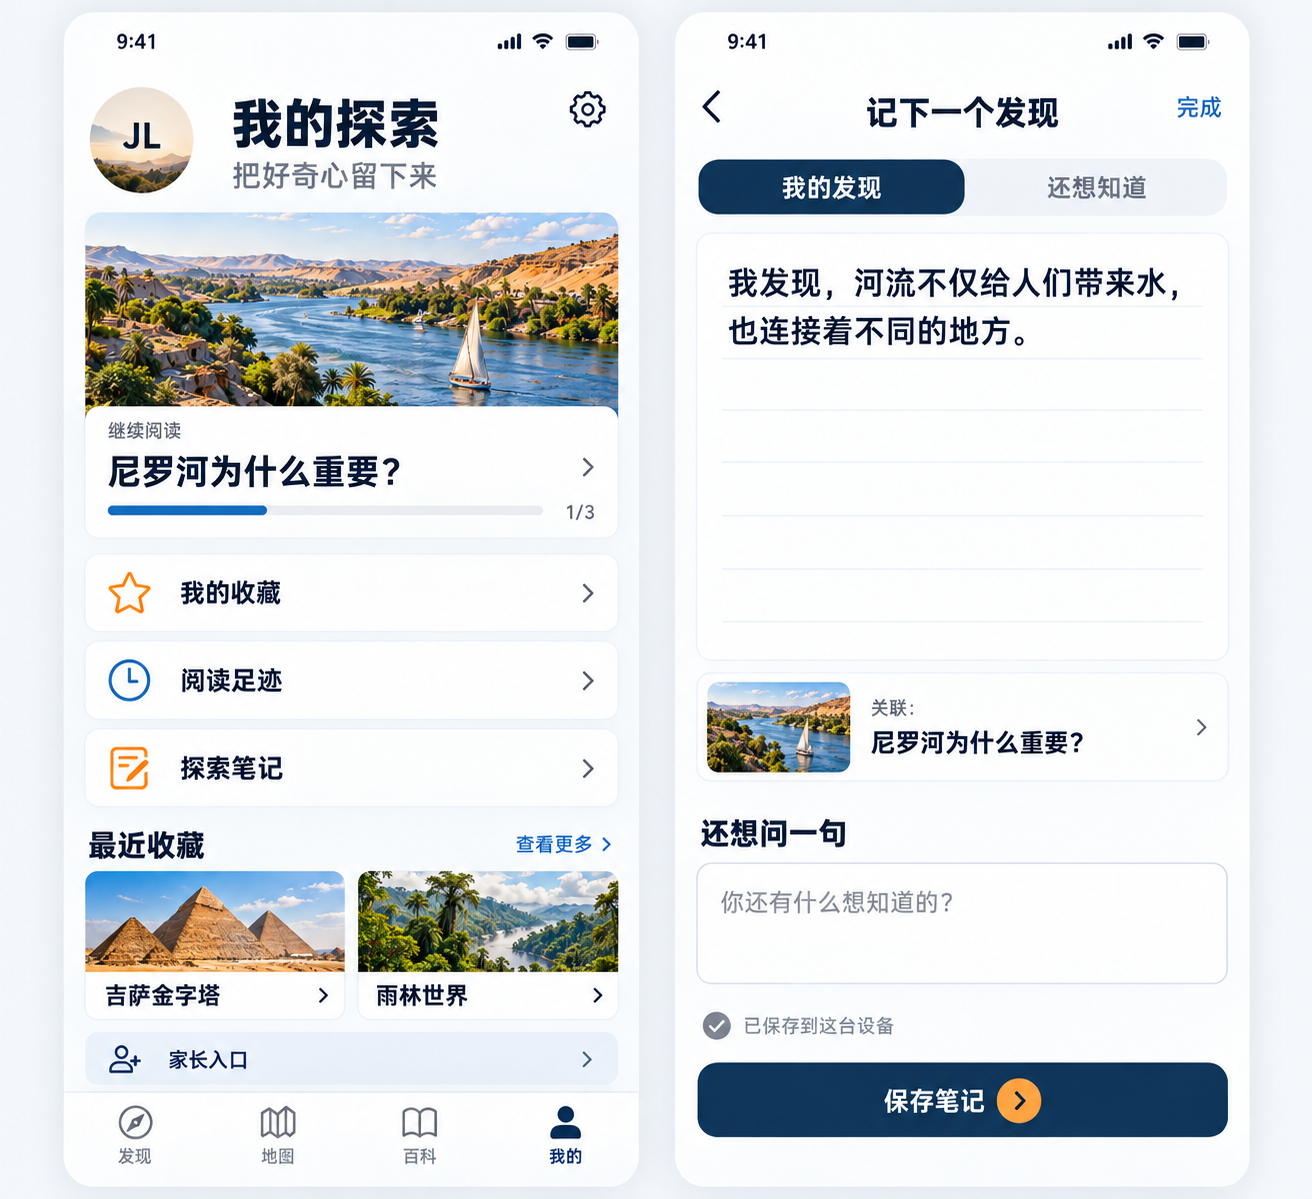 9:41
JL
我的探索
把好奇心留下来
继续阅读
尼罗河为什么重要？
1/3
我的收藏
阅读足迹
探索笔记
最近收藏
查看更多
吉萨金字塔
雨林世界
家长入口
发现
地图
百科
我的
9:41
记下一个发现
完成
我的发现
还想知道
我发现，河流不仅给人们带来水，
也连接着不同的地方。
关联：
尼罗河为什么重要？
还想问一句
你还有什么想知道的？
已保存到这台设备
保存笔记